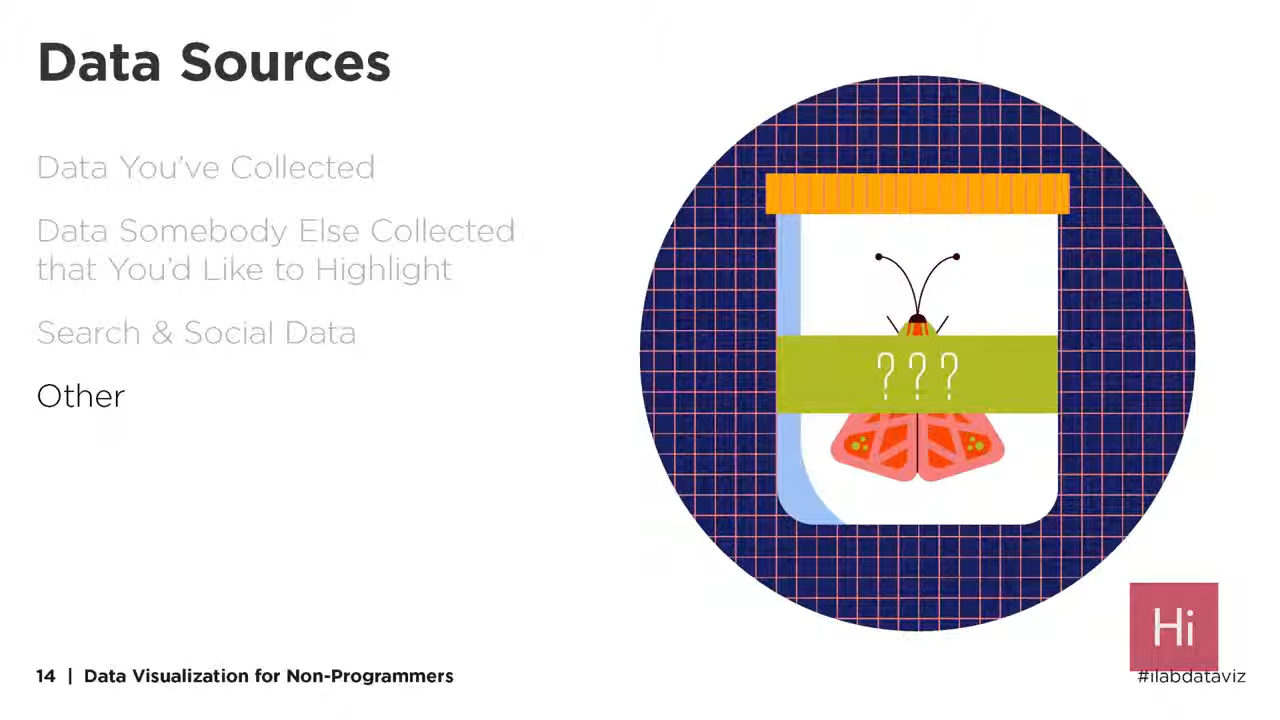 Data Sources
Data You've Collected
Data Somebody Else Collected
that You'd Like to Highlight
Search & Social Data
Other
???
Hi
14 | Data Visualization for Non-Programmers
#ilabdataviz